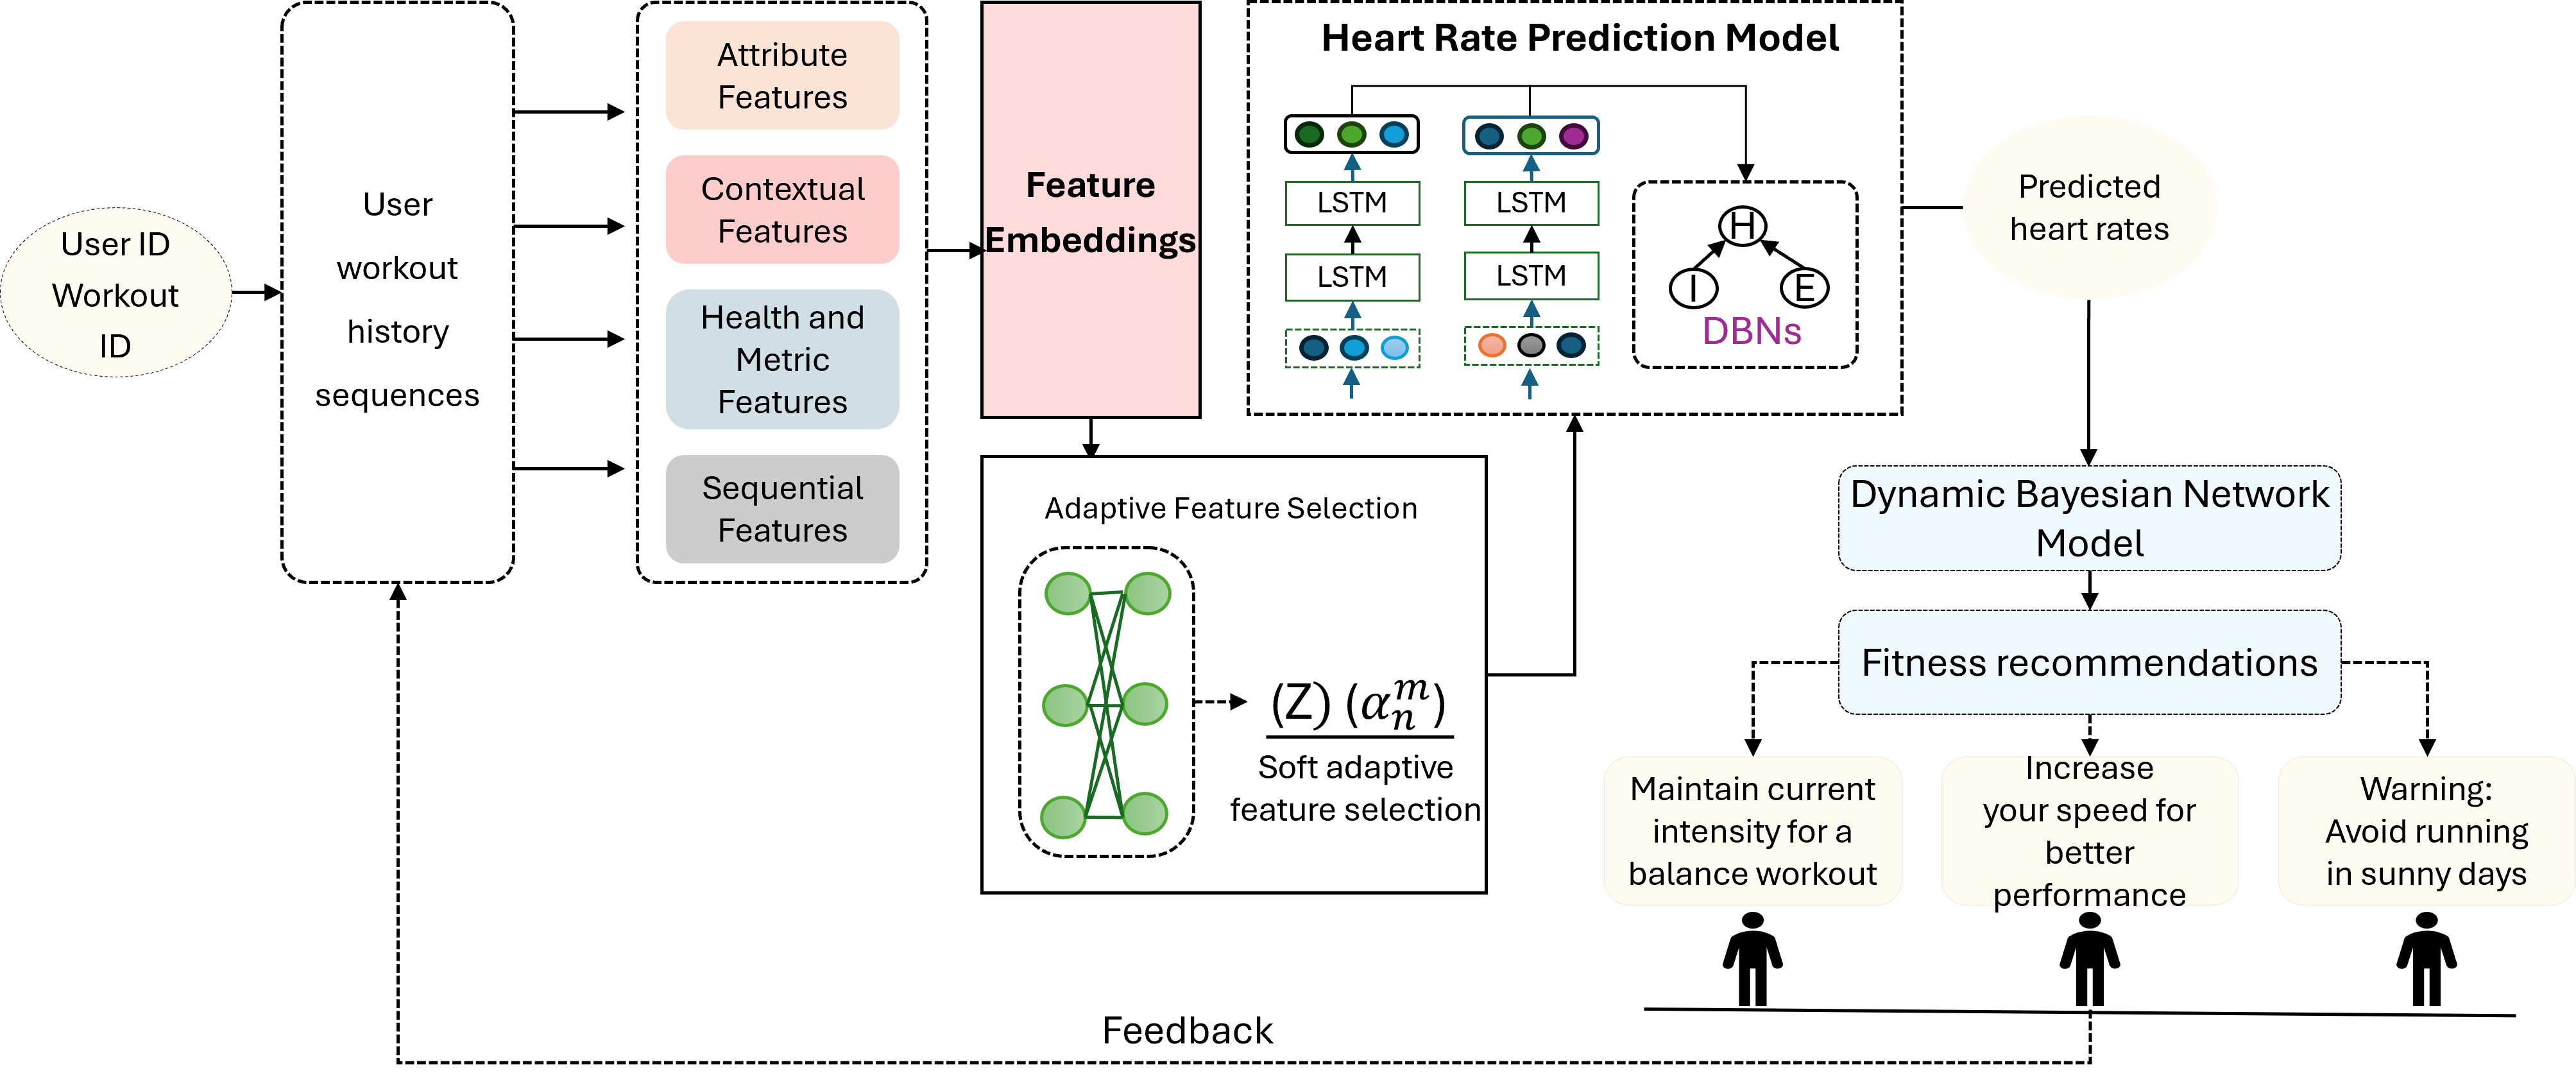 User ID
Workout
ID
User
workout
history
sequences
Attribute
Features
Contextual
Features
Health and
Metric
Features
Sequential
Features
Feature
Embeddings
Adaptive Feature Selection
(Z) (αₙᵐ)
Soft adaptive
feature selection
Heart Rate Prediction Model
LSTM
LSTM
LSTM
LSTM
H
I
E
DBNs
Predicted
heart rates
Dynamic Bayesian Network
Model
Fitness recommendations
Maintain current
intensity for a
balance workout
Increase
your speed for
better
performance
Warning:
Avoid running
in sunny days
Feedback